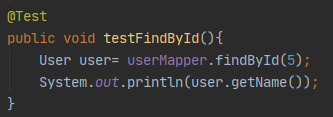 @Test
public void testFindById(){
    User user= userMapper.findById(5);
    System.out.println(user.getName());
}